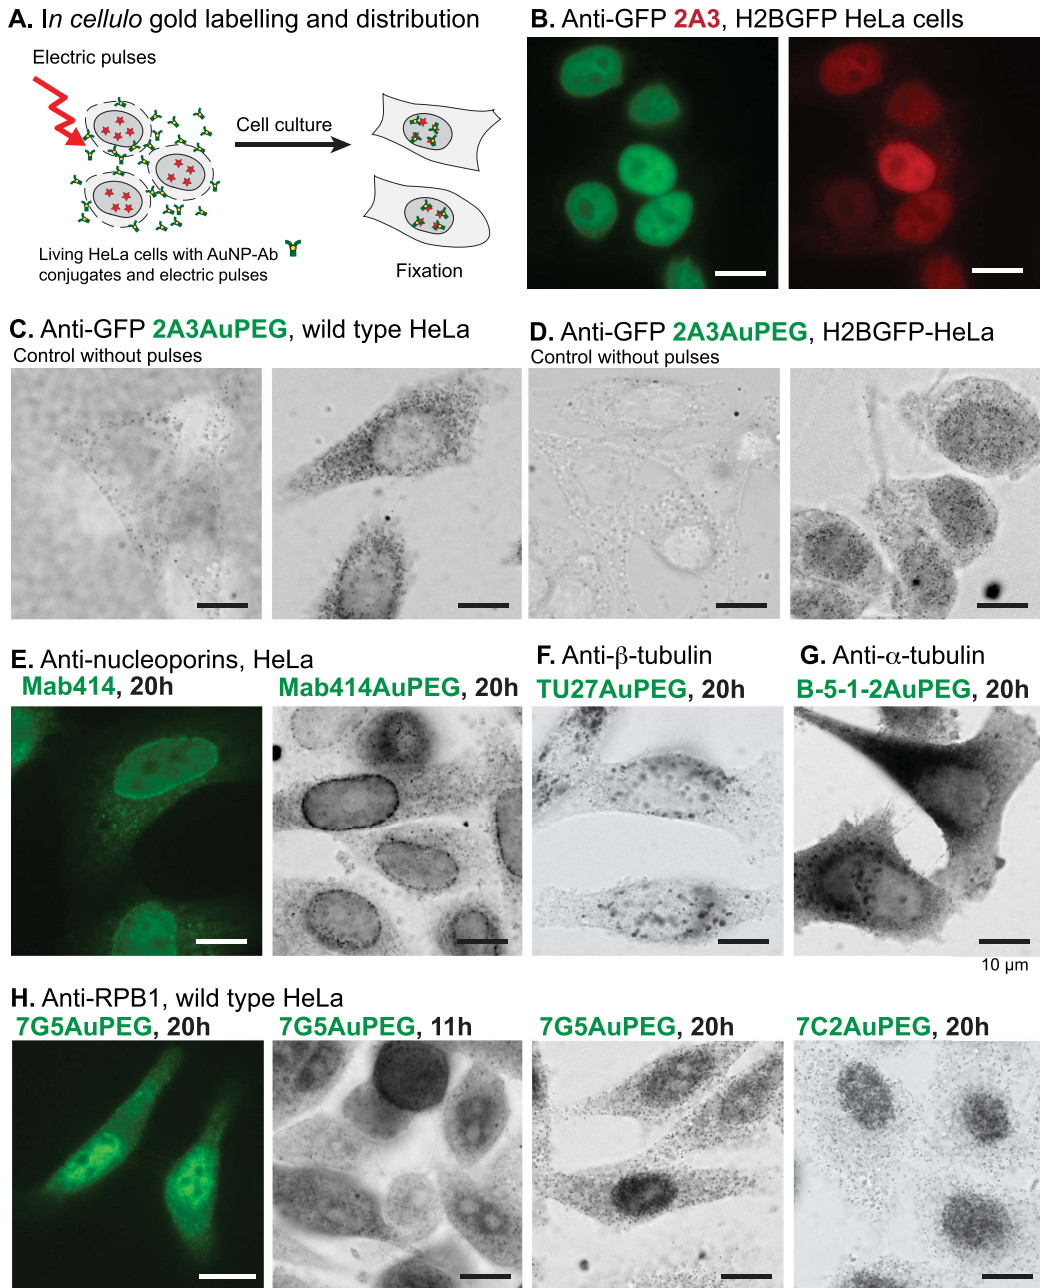 A. In cellulo gold labelling and distribution
Electric pulses
Cell culture
Living HeLa cells with AuNP-Ab
conjugates and electric pulses
Fixation
B. Anti-GFP 2A3, H2BGFP HeLa cells
C. Anti-GFP 2A3AuPEG, wild type HeLa
Control without pulses
D. Anti-GFP 2A3AuPEG, H2BGFP-HeLa
Control without pulses
E. Anti-nucleoporins, HeLa
Mab414, 20h
Mab414AuPEG, 20h
F. Anti-β-tubulin
TU27AuPEG, 20h
G. Anti-α-tubulin
B-5-1-2AuPEG, 20h
10 µm
H. Anti-RPB1, wild type HeLa
7G5AuPEG, 20h
7G5AuPEG, 11h
7G5AuPEG, 20h
7C2AuPEG, 20h